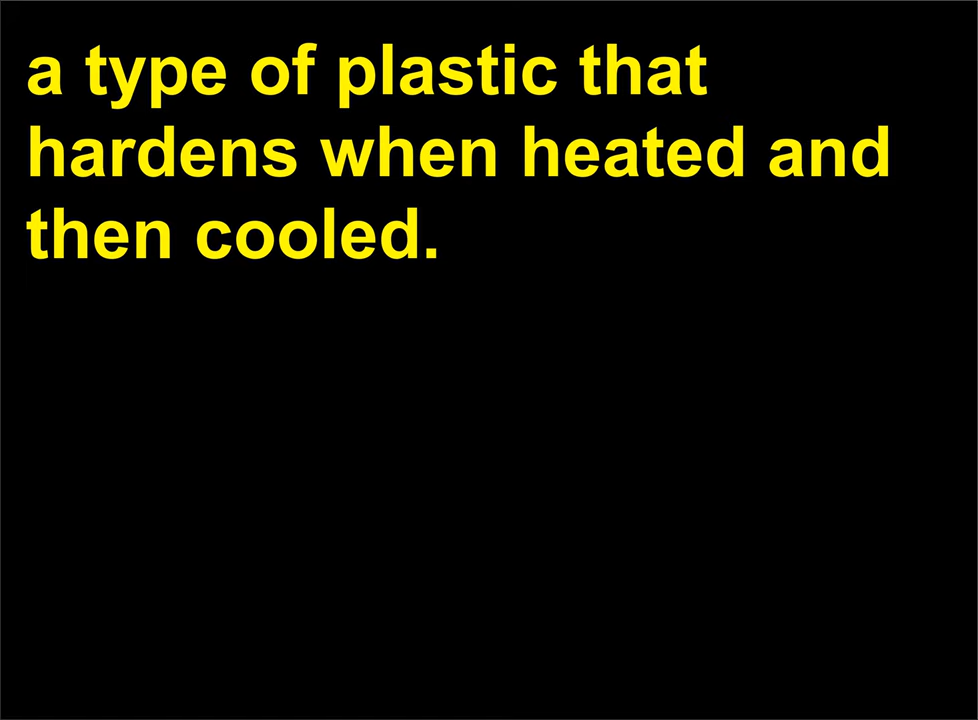 a type of plastic that
hardens when heated and
then cooled.